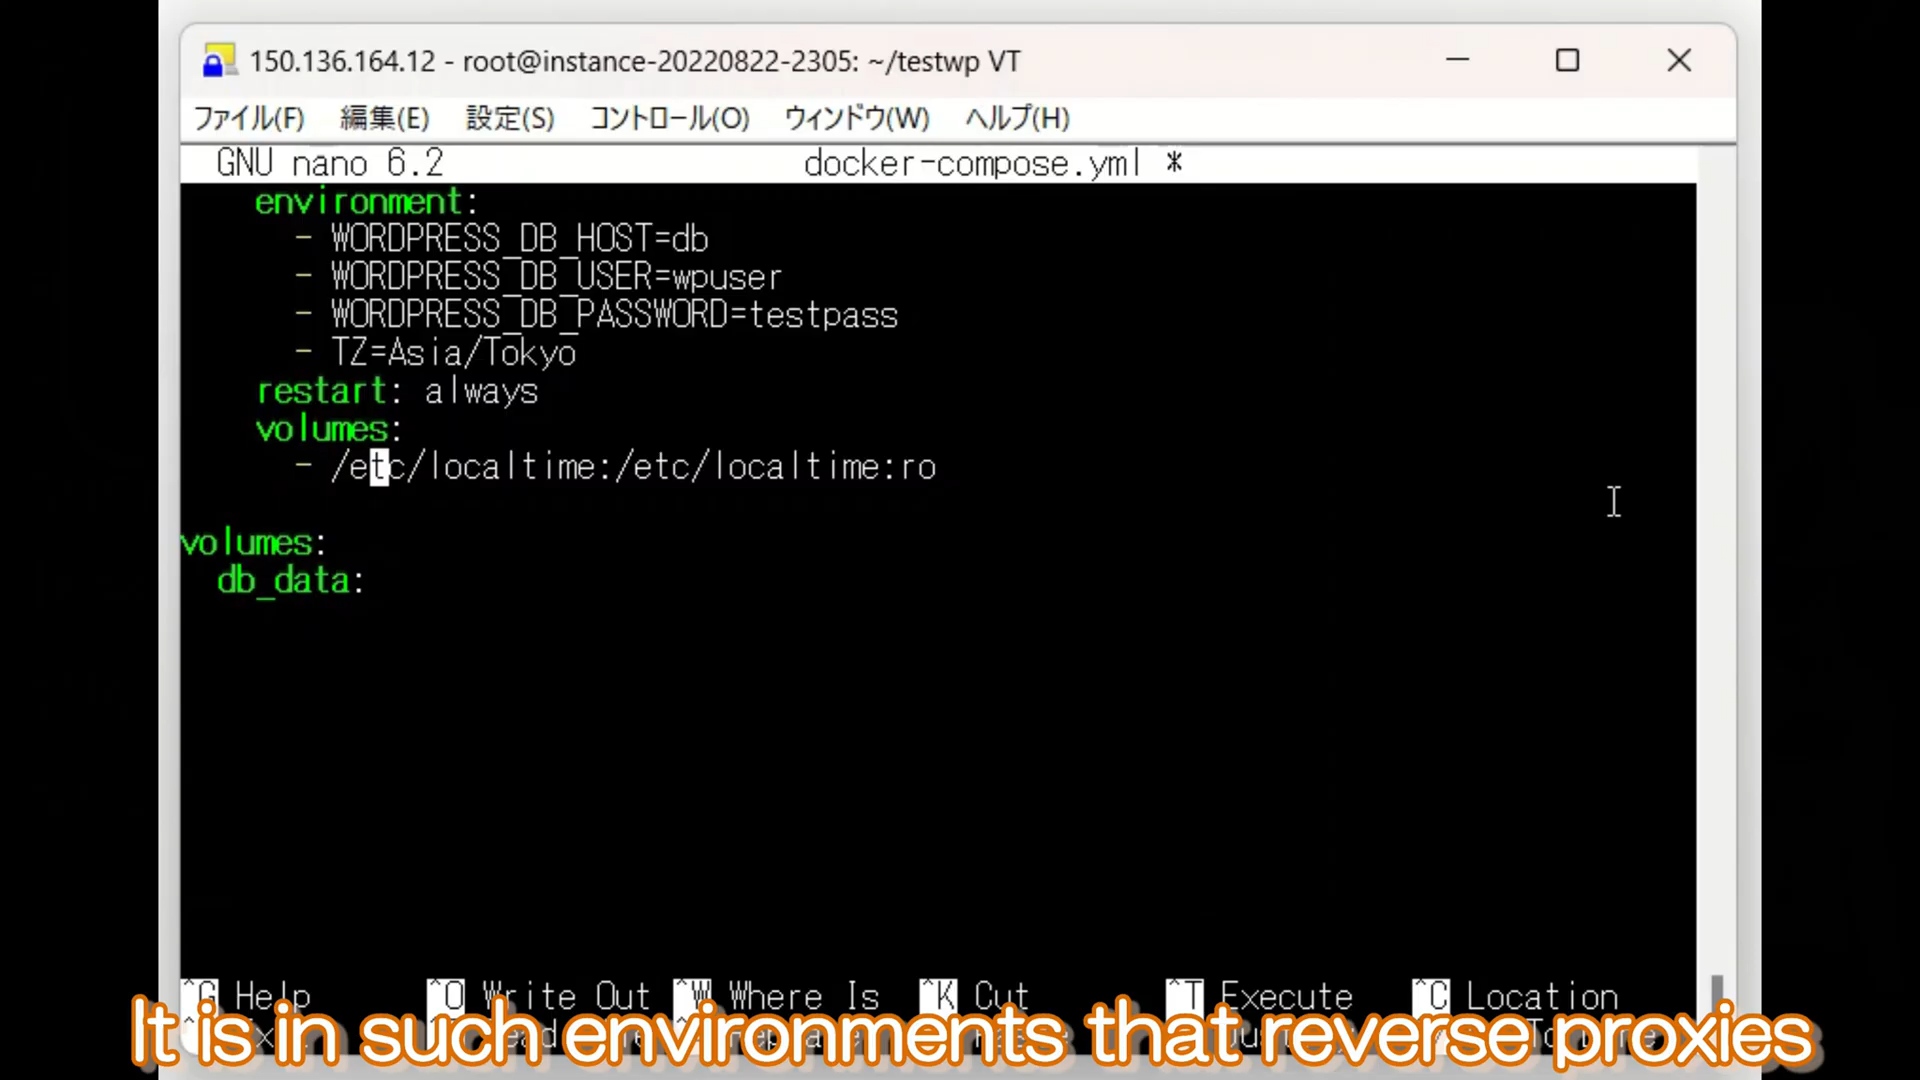 150.136.164.12 - root@instance-20220822-2305: ~/testwp VT
ファイル(F) 編集(E) 設定(S) コントロール(O) ウィンドウ(W) ヘルプ(H)
GNU nano 6.2 docker-compose.yml *
environment:
- WORDPRESS_DB_HOST=db
- WORDPRESS_DB_USER=wpuser
- WORDPRESS_DB_PASSWORD=testpass
- TZ=Asia/Tokyo
restart: always
volumes:
- /etc/localtime:/etc/localtime:ro
volumes:
db_data:
^G Help ^O Write Out ^W Where Is ^K Cut ^T Execute ^C Location
It is in such environments that reverse proxies